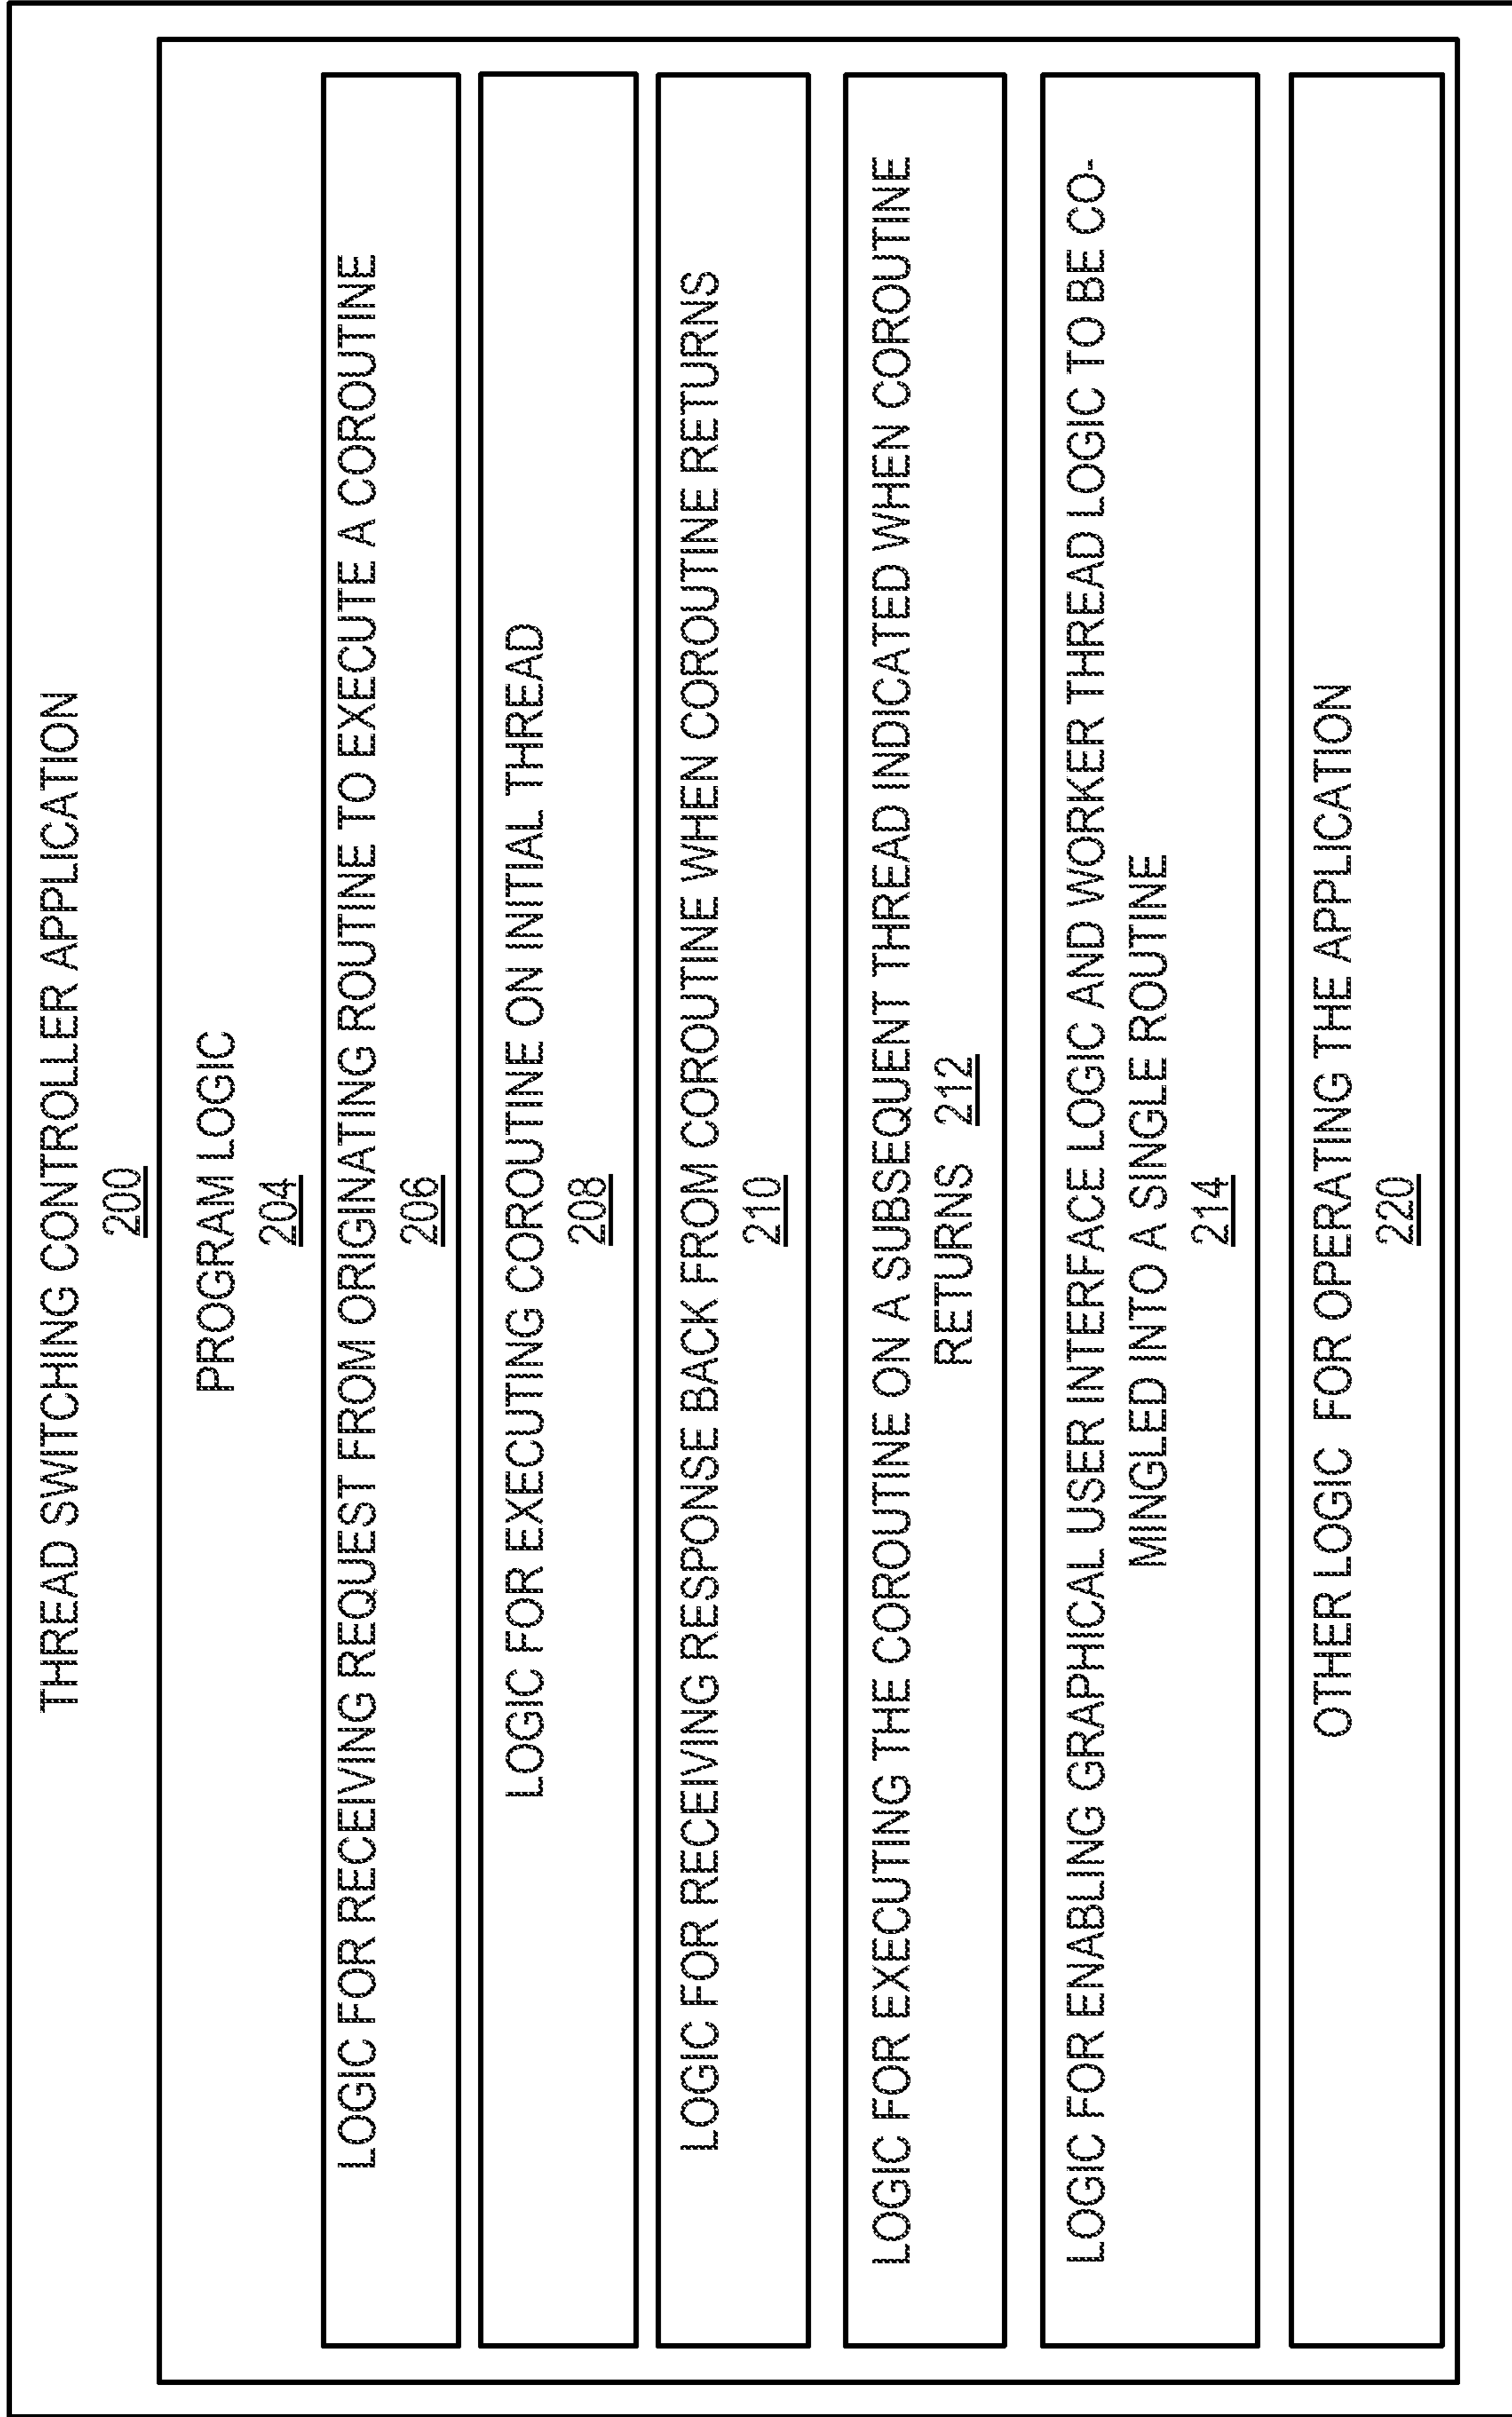 THREAD SWITCHING CONTROLLER APPLICATION
200
PROGRAM LOGIC
204
LOGIC FOR RECEIVING REQUEST FROM ORIGINATING ROUTINE TO EXECUTE A COROUTINE
206
LOGIC FOR EXECUTING COROUTINE ON INITIAL THREAD
208
LOGIC FOR RECEIVING RESPONSE BACK FROM COROUTINE WHEN COROUTINE RETURNS
210
LOGIC FOR EXECUTING THE COROUTINE ON A SUBSEQUENT THREAD INDICATED WHEN COROUTINE
RETURNS 212
LOGIC FOR ENABLING GRAPHICAL USER INTERFACE LOGIC AND WORKER THREAD LOGIC TO BE CO-
MINGLED INTO A SINGLE ROUTINE
214
OTHER LOGIC FOR OPERATING THE APPLICATION
220